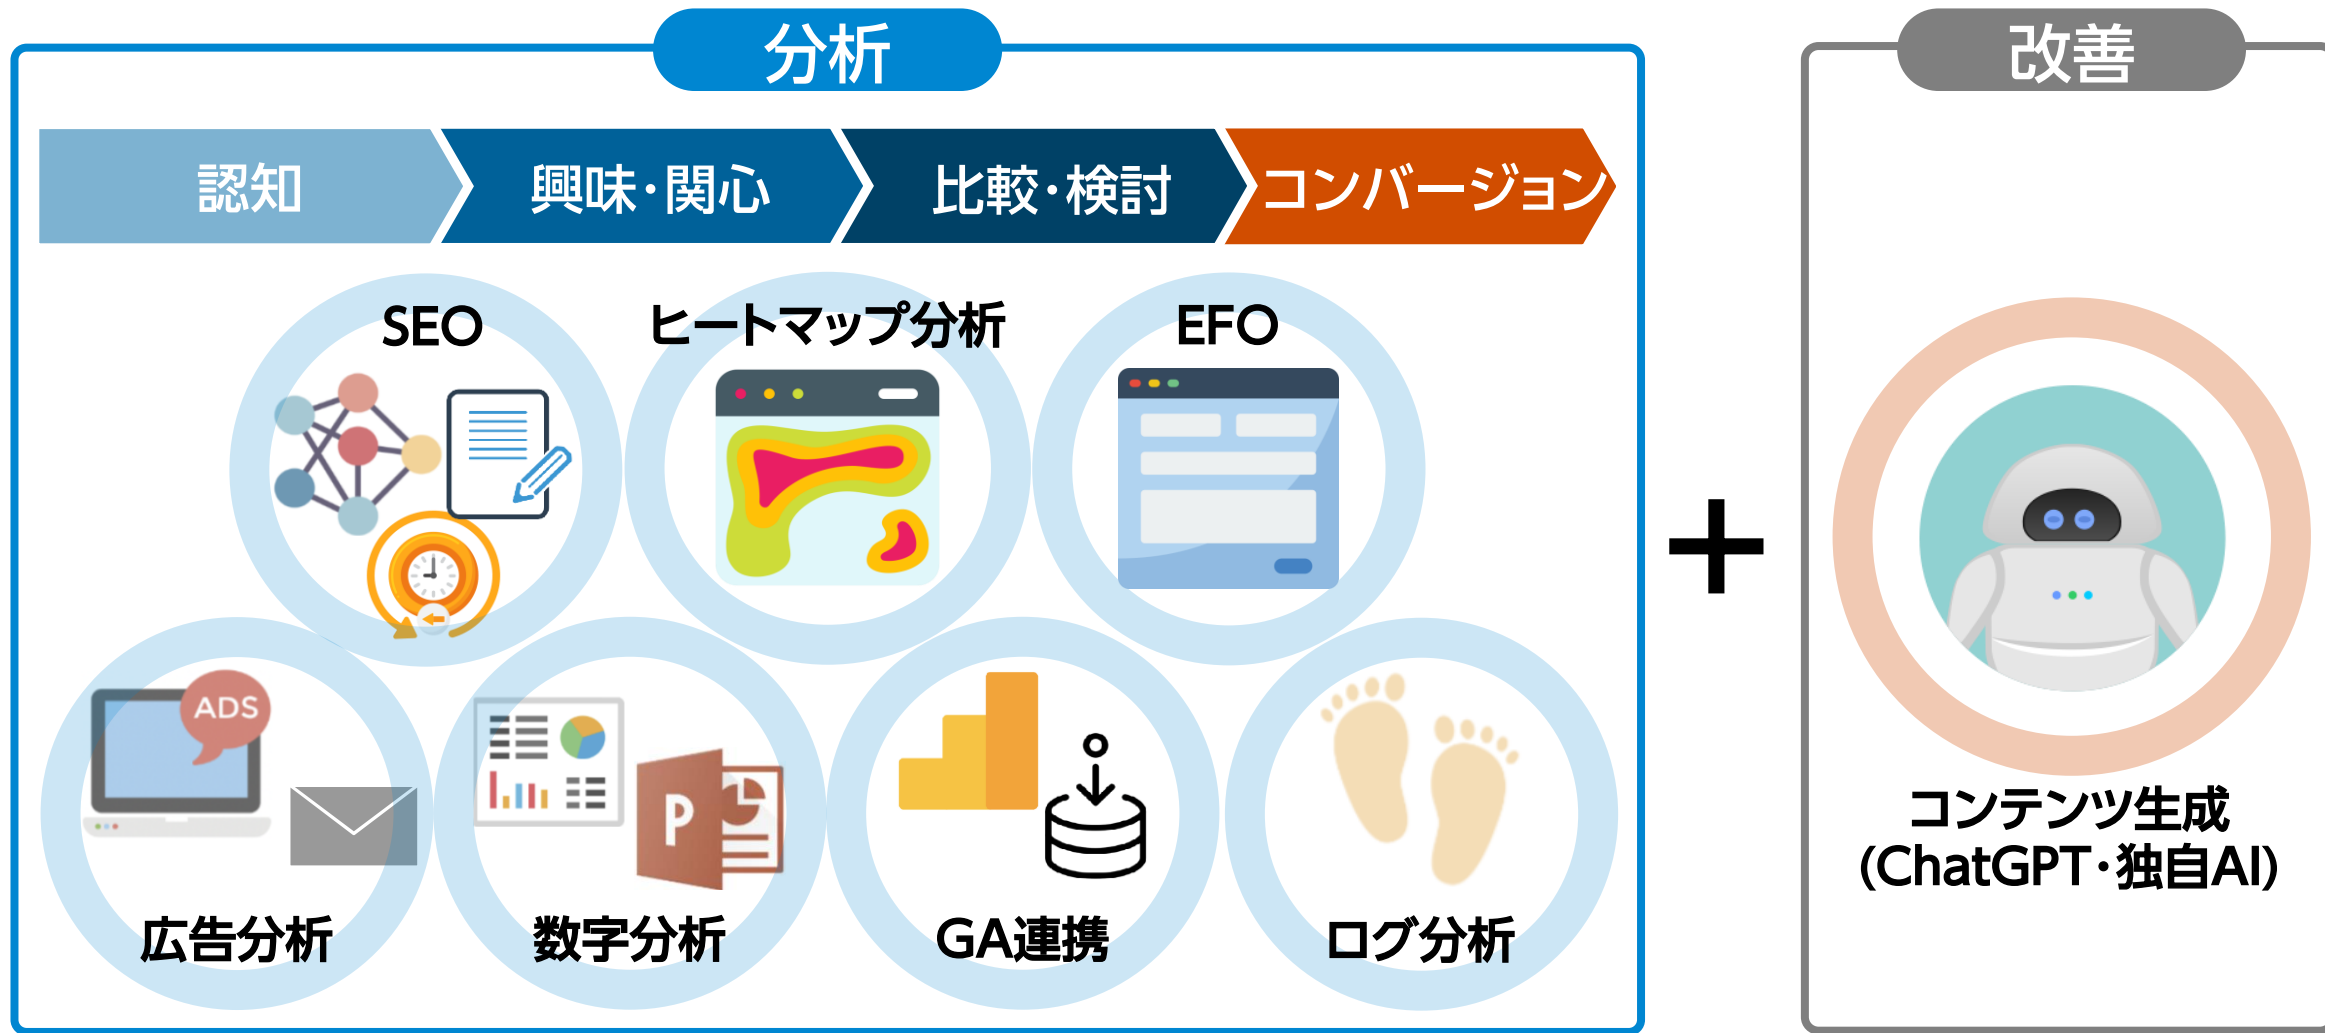 分析
改善
認知
興味・関心
比較・検討
コンバージョン
SEO
ヒートマップ分析
EFO
ADS
P
広告分析
数字分析
GA連携
ログ分析
+
コンテンツ生成
(ChatGPT・独自AI)